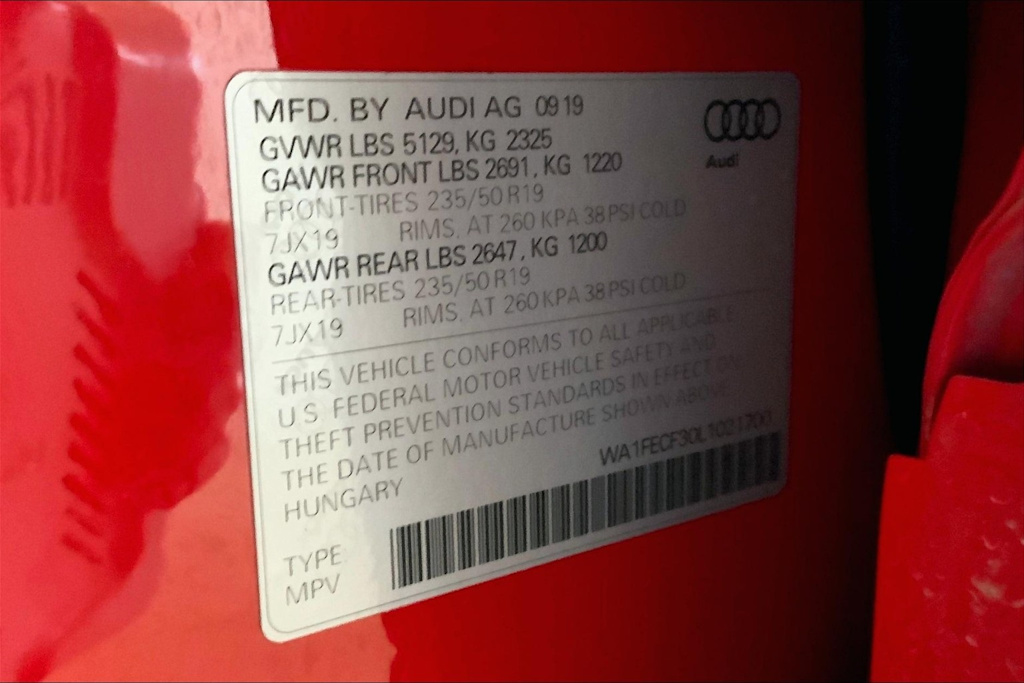 MFD. BY AUDI AG 09 19
GVWR LBS 5129, KG 2325
GAWR FRONT LBS 2691, KG 1220
FRONT-TIRES 235/50 R19
7JX19 RIMS, AT 260 KPA 38 PSI COLD
GAWR REAR LBS 2647, KG 1200
REAR-TIRES 235/50 R19
7JX19 RIMS, AT 260 KPA 38 PSI COLD
Audi
THIS VEHICLE CONFORMS TO ALL APPLICABLE
U.S. FEDERAL MOTOR VEHICLE SAFETY AND
THEFT PREVENTION STANDARDS IN EFFECT ON
THE DATE OF MANUFACTURE SHOWN ABOVE.
HUNGARY
WA1FECF30L1021700
TYPE
MPV